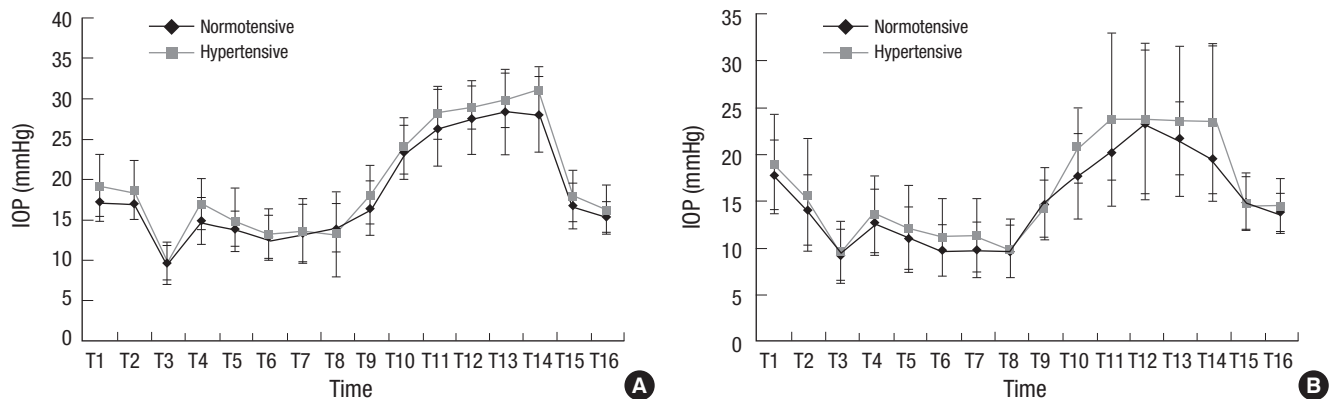 40
35
30
25
20
15
10
5
0
IOP (mmHg)
Normotensive
Hypertensive
T1 T2 T3 T4 T5 T6 T7 T8 T9 T10 T11 T12 T13 T14 T15 T16
Time
A
35
30
25
20
15
10
5
0
IOP (mmHg)
Normotensive
Hypertensive
T1 T2 T3 T4 T5 T6 T7 T8 T9 T10 T11 T12 T13 T14 T15 T16
Time
B